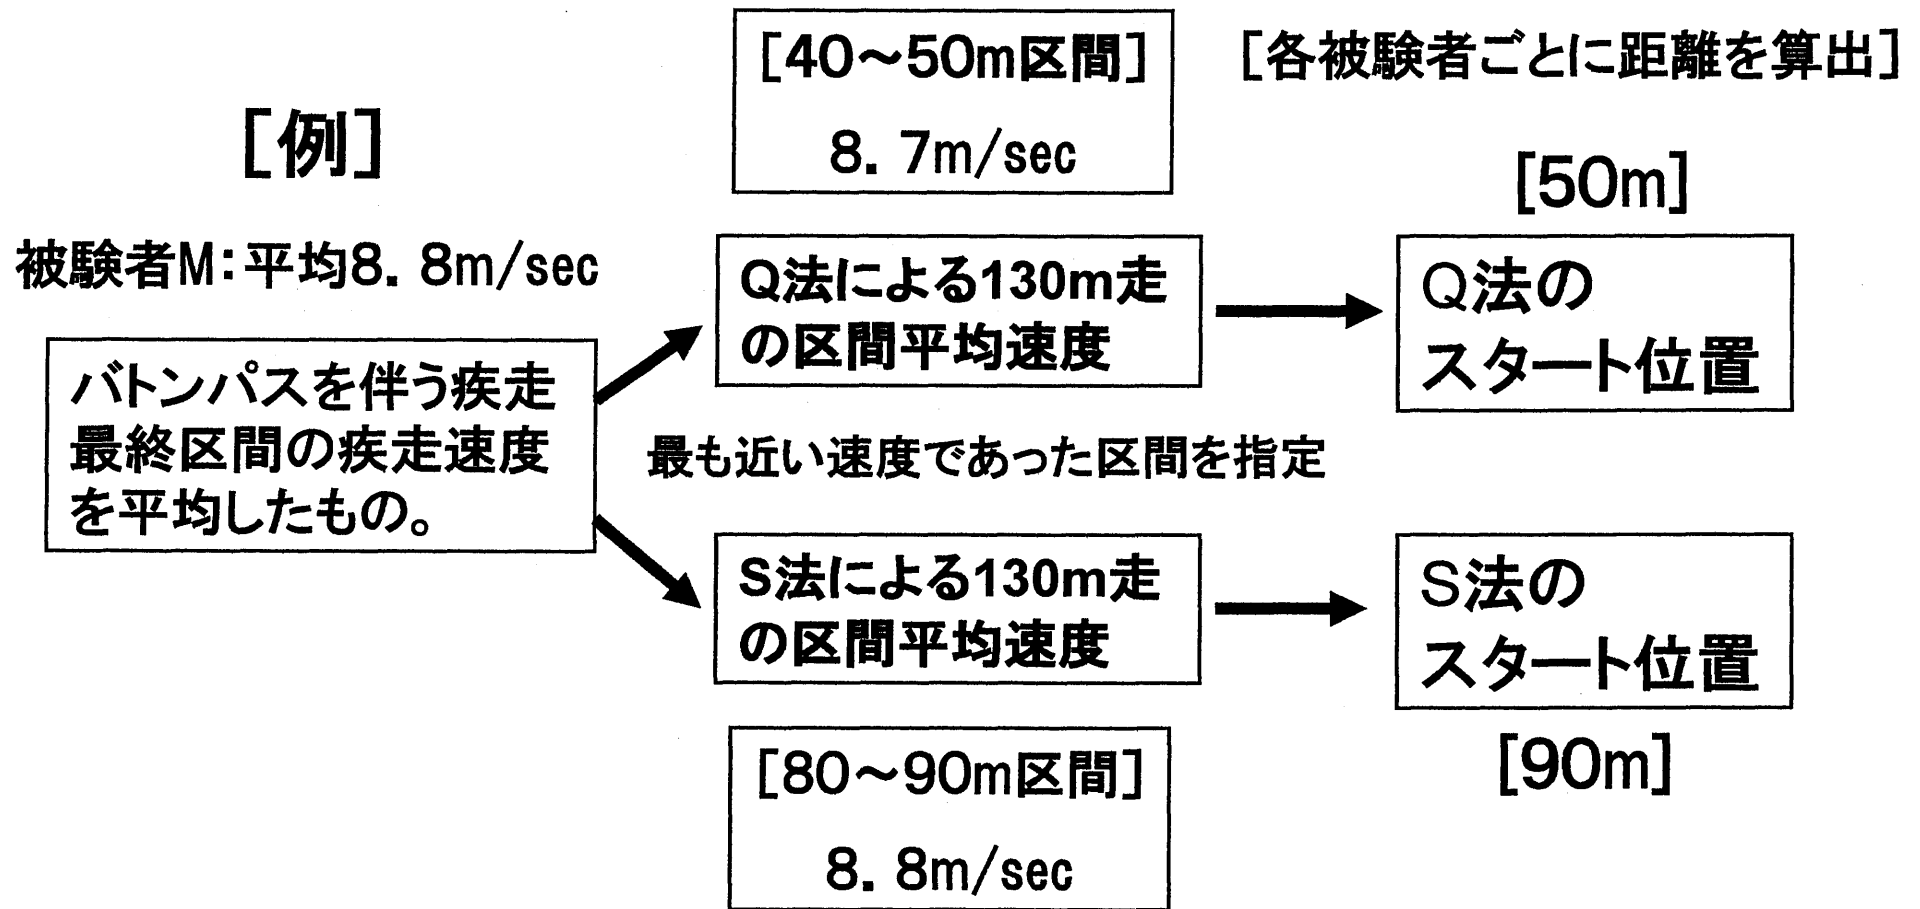 [例]
被験者M:平均8.8m/sec
バトンパスを伴う疾走
最終区間の疾走速度
を平均したもの。
[40～50m区間]
8.7m/sec
Q法による130m走
の区間平均速度
最も近い速度であった区間を指定
S法による130m走
の区間平均速度
[80～90m区間]
8.8m/sec
[各被験者ごとに距離を算出]
[50m]
Q法の
スタート位置
S法の
スタート位置
[90m]